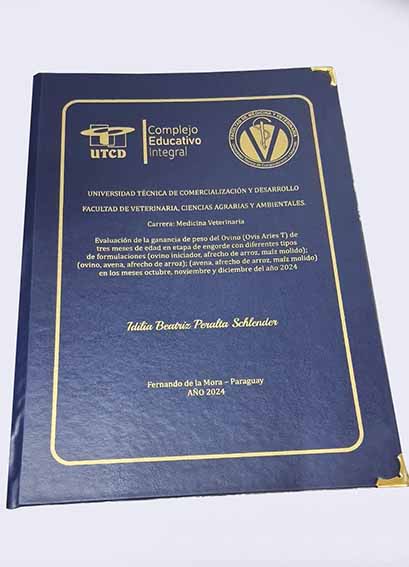 UTCD
Complejo
Educativo
Integral
FACULTAD DE MEDICINA Y VETERINARIA
UNIVERSIDAD TÉCNICA DE COMERCIALIZACIÓN Y DESARROLLO
FACULTAD DE VETERINARIA, CIENCIAS AGRARIAS Y AMBIENTALES.
Carrera: Medicina Veterinaria
Evaluación de la ganancia de peso del Ovino (Ovis Aries T) de
tres meses de edad en etapa de engorde con diferentes tipos
de formulaciones (ovino iniciador, afrecho de arroz, maíz molido);
(ovino, avena, afrecho de arroz); (avena, afrecho de arroz, maíz molido)
en los meses octubre, noviembre y diciembre del año 2024
Idilia Beatriz Peralta Schlender
Fernando de la Mora – Paraguay
AÑO 2024